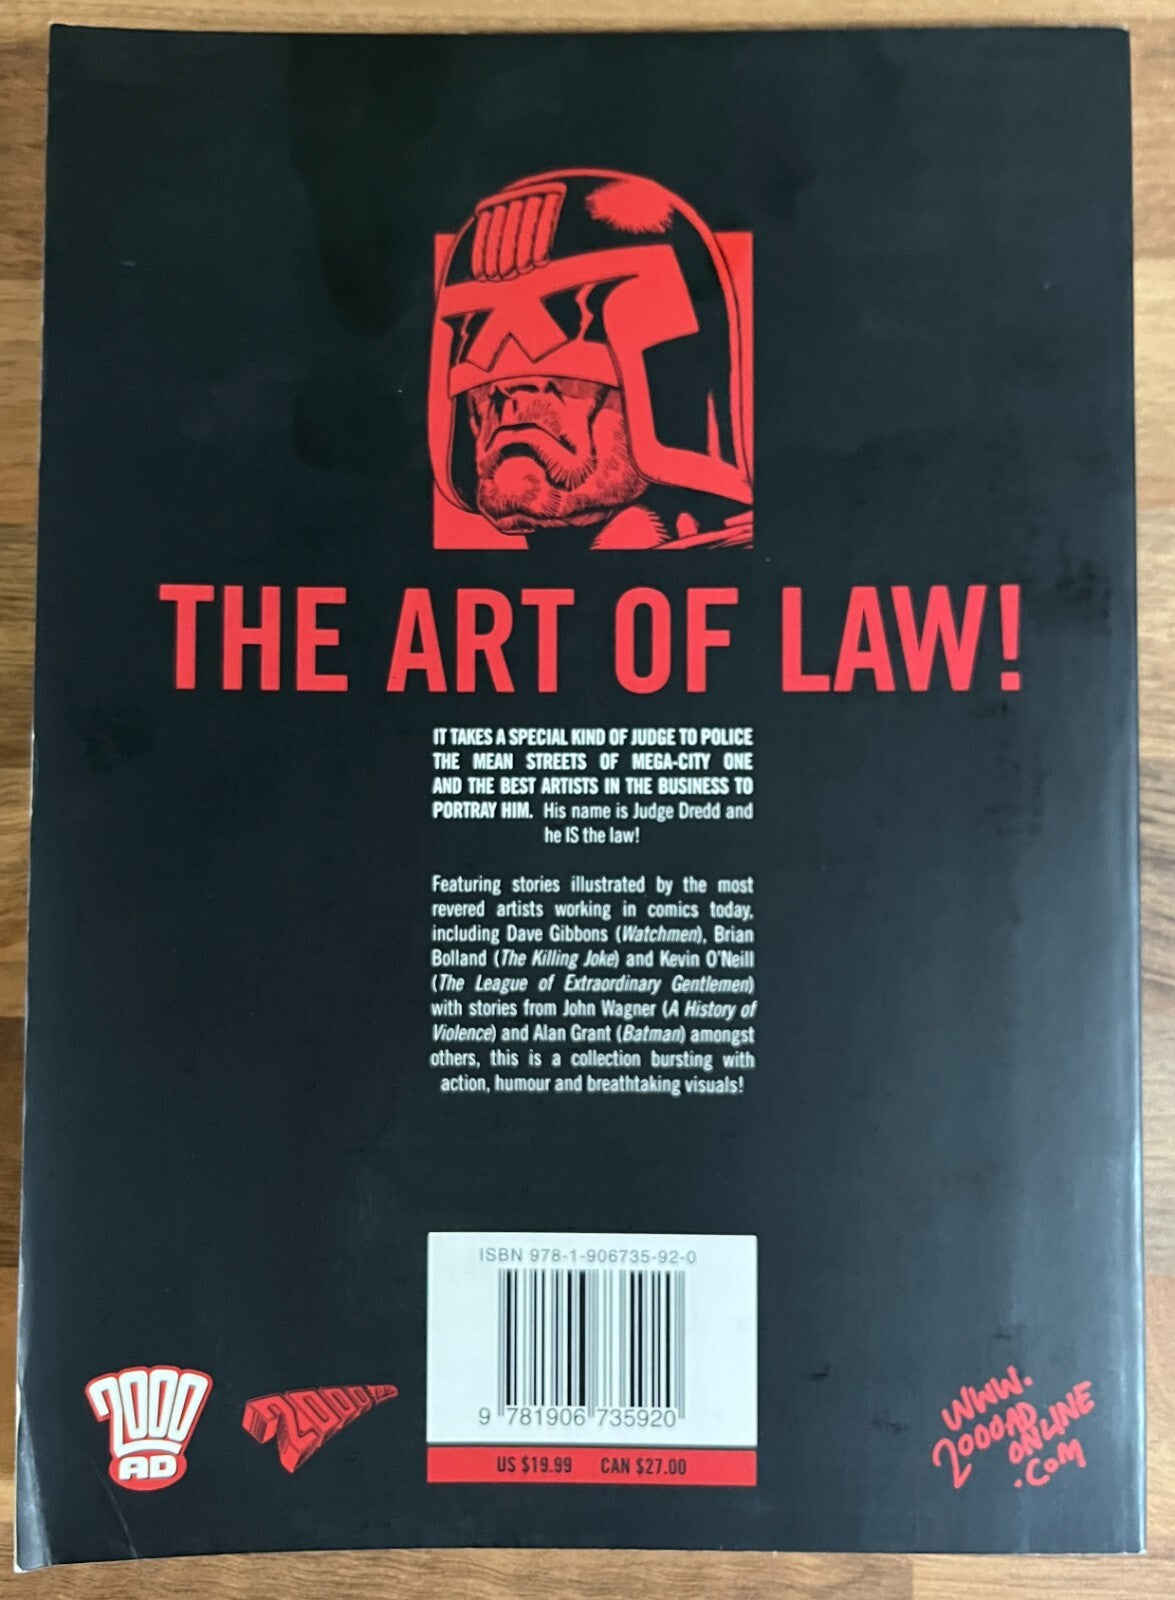 THE ART OF LAW!
IT TAKES A SPECIAL KIND OF JUDGE TO POLICE
THE MEAN STREETS OF MEGA-CITY ONE
AND THE BEST ARTISTS IN THE BUSINESS TO
PORTRAY HIM. His name is Judge Dredd and
he IS the law!
Featuring stories illustrated by the most
revered artists working in comics today,
including Dave Gibbons (Watchmen), Brian
Bolland (The Killing Joke) and Kevin O'Neill
(The League of Extraordinary Gentlemen)
with stories from John Wagner (A History of
Violence) and Alan Grant (Batman) amongst
others, this is a collection bursting with
action, humour and breathtaking visuals!
ISBN 978-1-906735-92-0
9 781906 735920
US $19.99 CAN $27.00
2000
AD
2000 AD
WWW.
2000AD
ONLINE
.COM